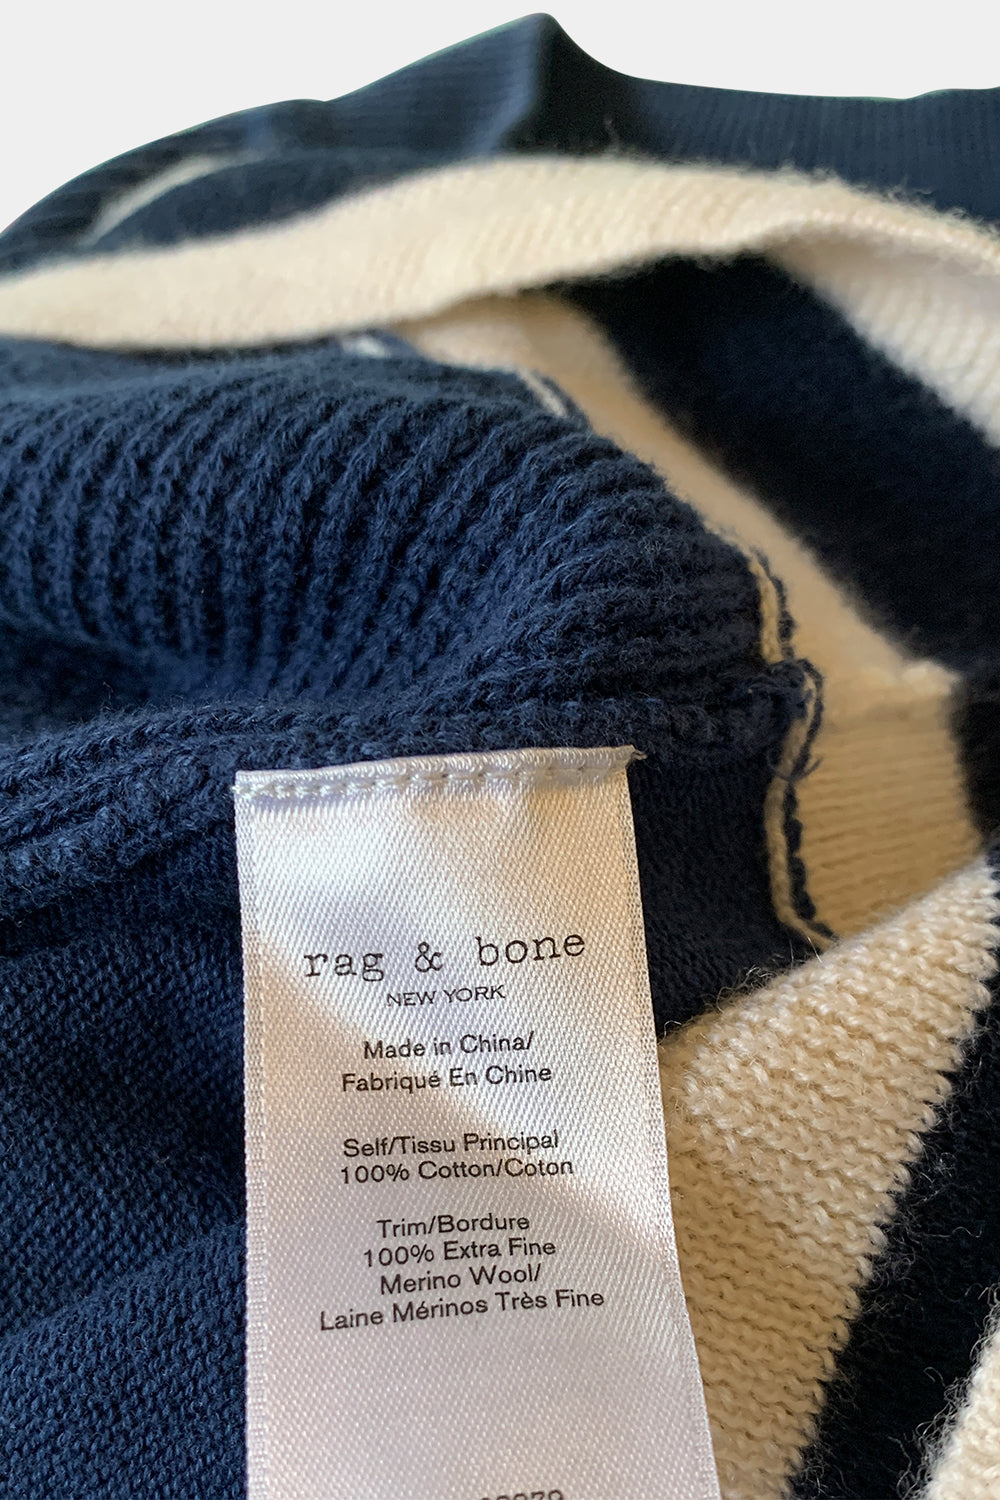 rag & bone
NEW YORK
Made in China/
Fabriqué En Chine
Self/Tissu Principal
100% Cotton/Coton
Trim/Bordure
100% Extra Fine
Merino Wool/
Laine Mérinos Très Fine